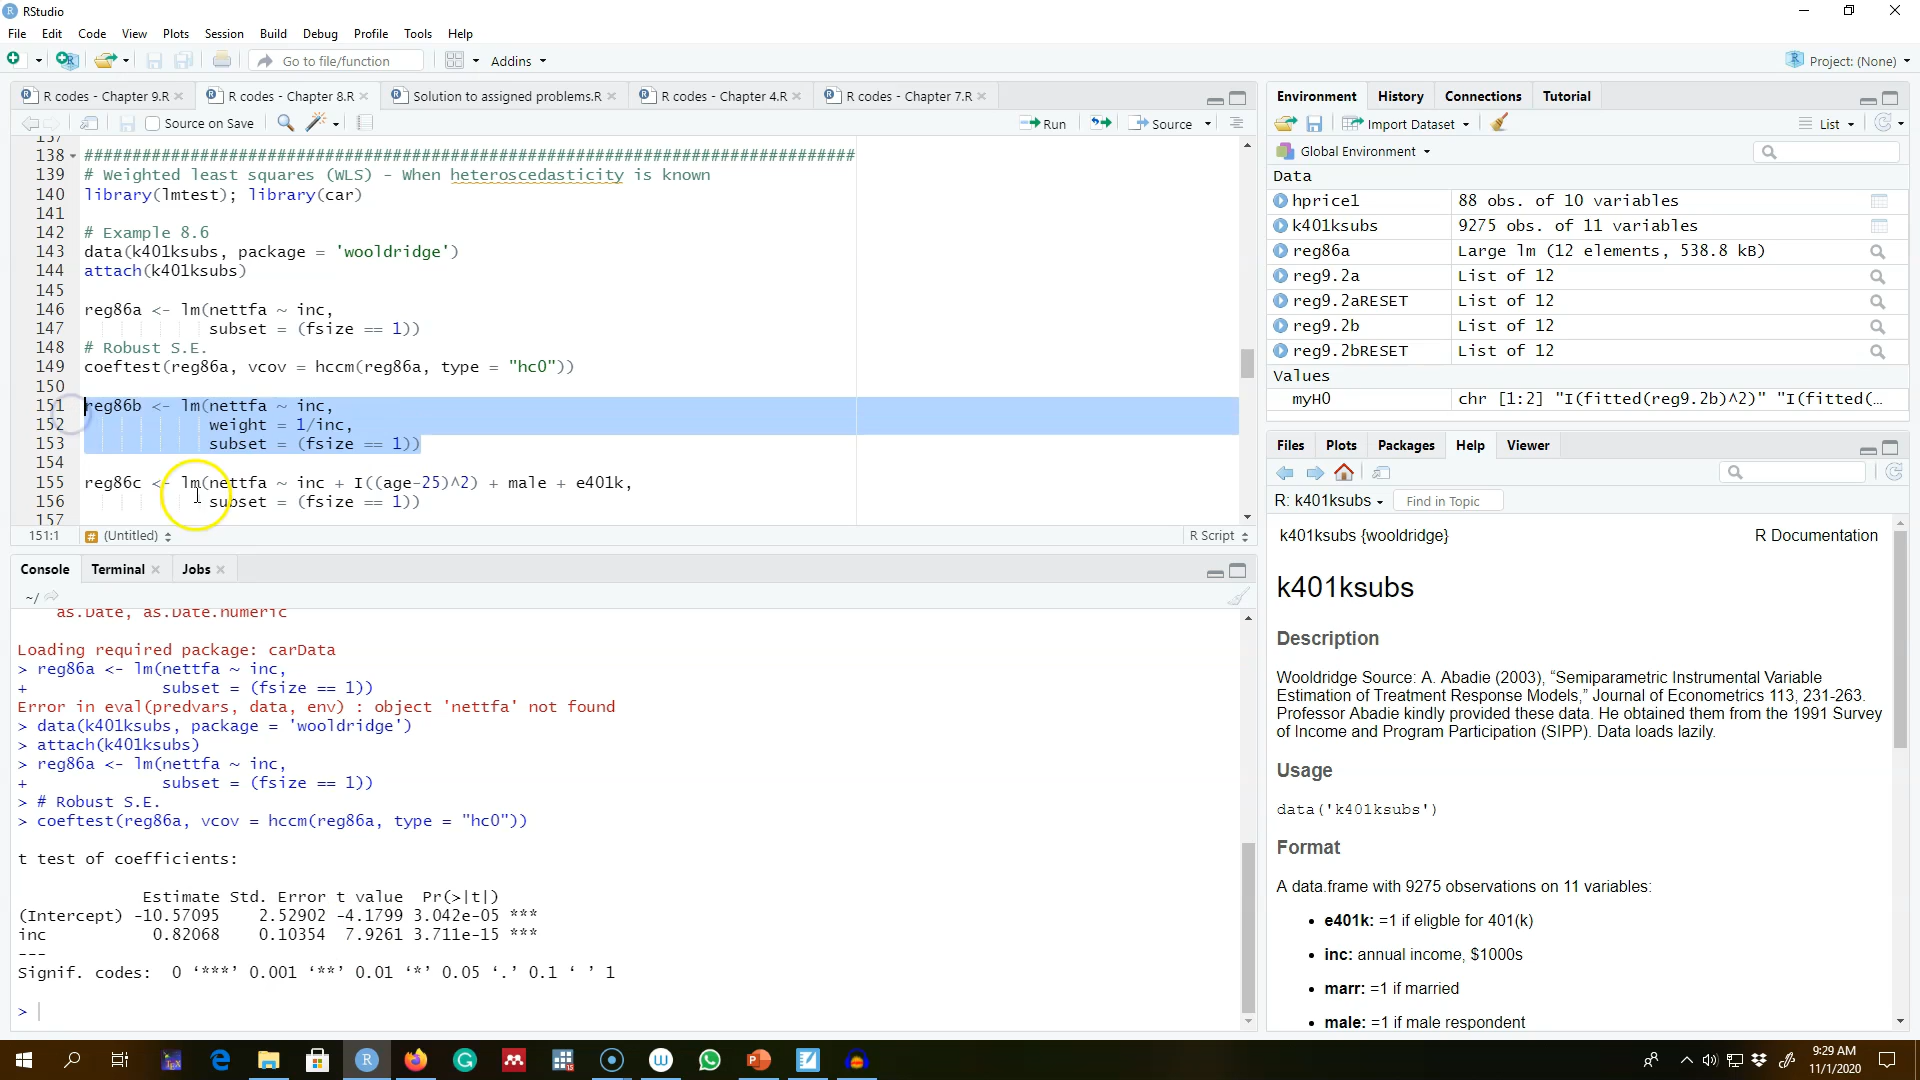 RStudio
File Edit Code View Plots Session Build Debug Profile Tools Help
Go to file/function Addins Project: (None)
R codes - Chapter 9.R R codes - Chapter 8.R Solution to assigned problems.R R codes - Chapter 4.R R codes - Chapter 7.R
Source on Save Run Source
137
138 ################################################################################
139 # Weighted least squares (WLS) - When heteroscedasticity is known
140 library(lmtest); library(car)
141
142 # Example 8.6
143 data(k401ksubs, package = 'wooldridge')
144 attach(k401ksubs)
145
146 reg86a <- lm(nettfa ~ inc,
147 subset = (fsize == 1))
148 # Robust S.E.
149 coeftest(reg86a, vcov = hccm(reg86a, type = "hc0"))
150
151 reg86b <- lm(nettfa ~ inc,
152 weight = 1/inc,
153 subset = (fsize == 1))
154
155 reg86c <- lm(nettfa ~ inc + I((age-25)^2) + male + e401k,
156 subset = (fsize == 1))
157
151:1 (Untitled) R Script
Console Terminal Jobs
~/
as.Date, as.Date.numeric
Loading required package: carData
> reg86a <- lm(nettfa ~ inc,
+ subset = (fsize == 1))
Error in eval(predvars, data, env) : object 'nettfa' not found
> data(k401ksubs, package = 'wooldridge')
> attach(k401ksubs)
> reg86a <- lm(nettfa ~ inc,
+ subset = (fsize == 1))
> # Robust S.E.
> coeftest(reg86a, vcov = hccm(reg86a, type = "hc0"))
t test of coefficients:
Estimate Std. Error t value Pr(>|t|)
(Intercept) -10.57095 2.52902 -4.1799 3.042e-05 ***
inc 0.82068 0.10354 7.9261 3.711e-15 ***
---
Signif. codes: 0 ‘***’ 0.001 ‘**’ 0.01 ‘*’ 0.05 ‘.’ 0.1 ‘ ’ 1
>
Environment History Connections Tutorial
Import Dataset List
Global Environment
Data
hprice1 88 obs. of 10 variables
k401ksubs 9275 obs. of 11 variables
reg86a Large lm (12 elements, 538.8 kB)
reg9.2a List of 12
reg9.2aRESET List of 12
reg9.2b List of 12
reg9.2bRESET List of 12
Values
myH0 chr [1:2] "I(fitted(reg9.2b)^2)" "I(fitted(…
Files Plots Packages Help Viewer
R: k401ksubs Find in Topic
k401ksubs {wooldridge} R Documentation
k401ksubs
Description
Wooldridge Source: A. Abadie (2003), “Semiparametric Instrumental Variable
Estimation of Treatment Response Models,” Journal of Econometrics 113, 231-263.
Professor Abadie kindly provided these data. He obtained them from the 1991 Survey
of Income and Program Participation (SIPP). Data loads lazily.
Usage
data('k401ksubs')
Format
A data.frame with 9275 observations on 11 variables:
• e401k: =1 if eligble for 401(k)
• inc: annual income, $1000s
• marr: =1 if married
• male: =1 if male respondent
9:29 AM
11/1/2020